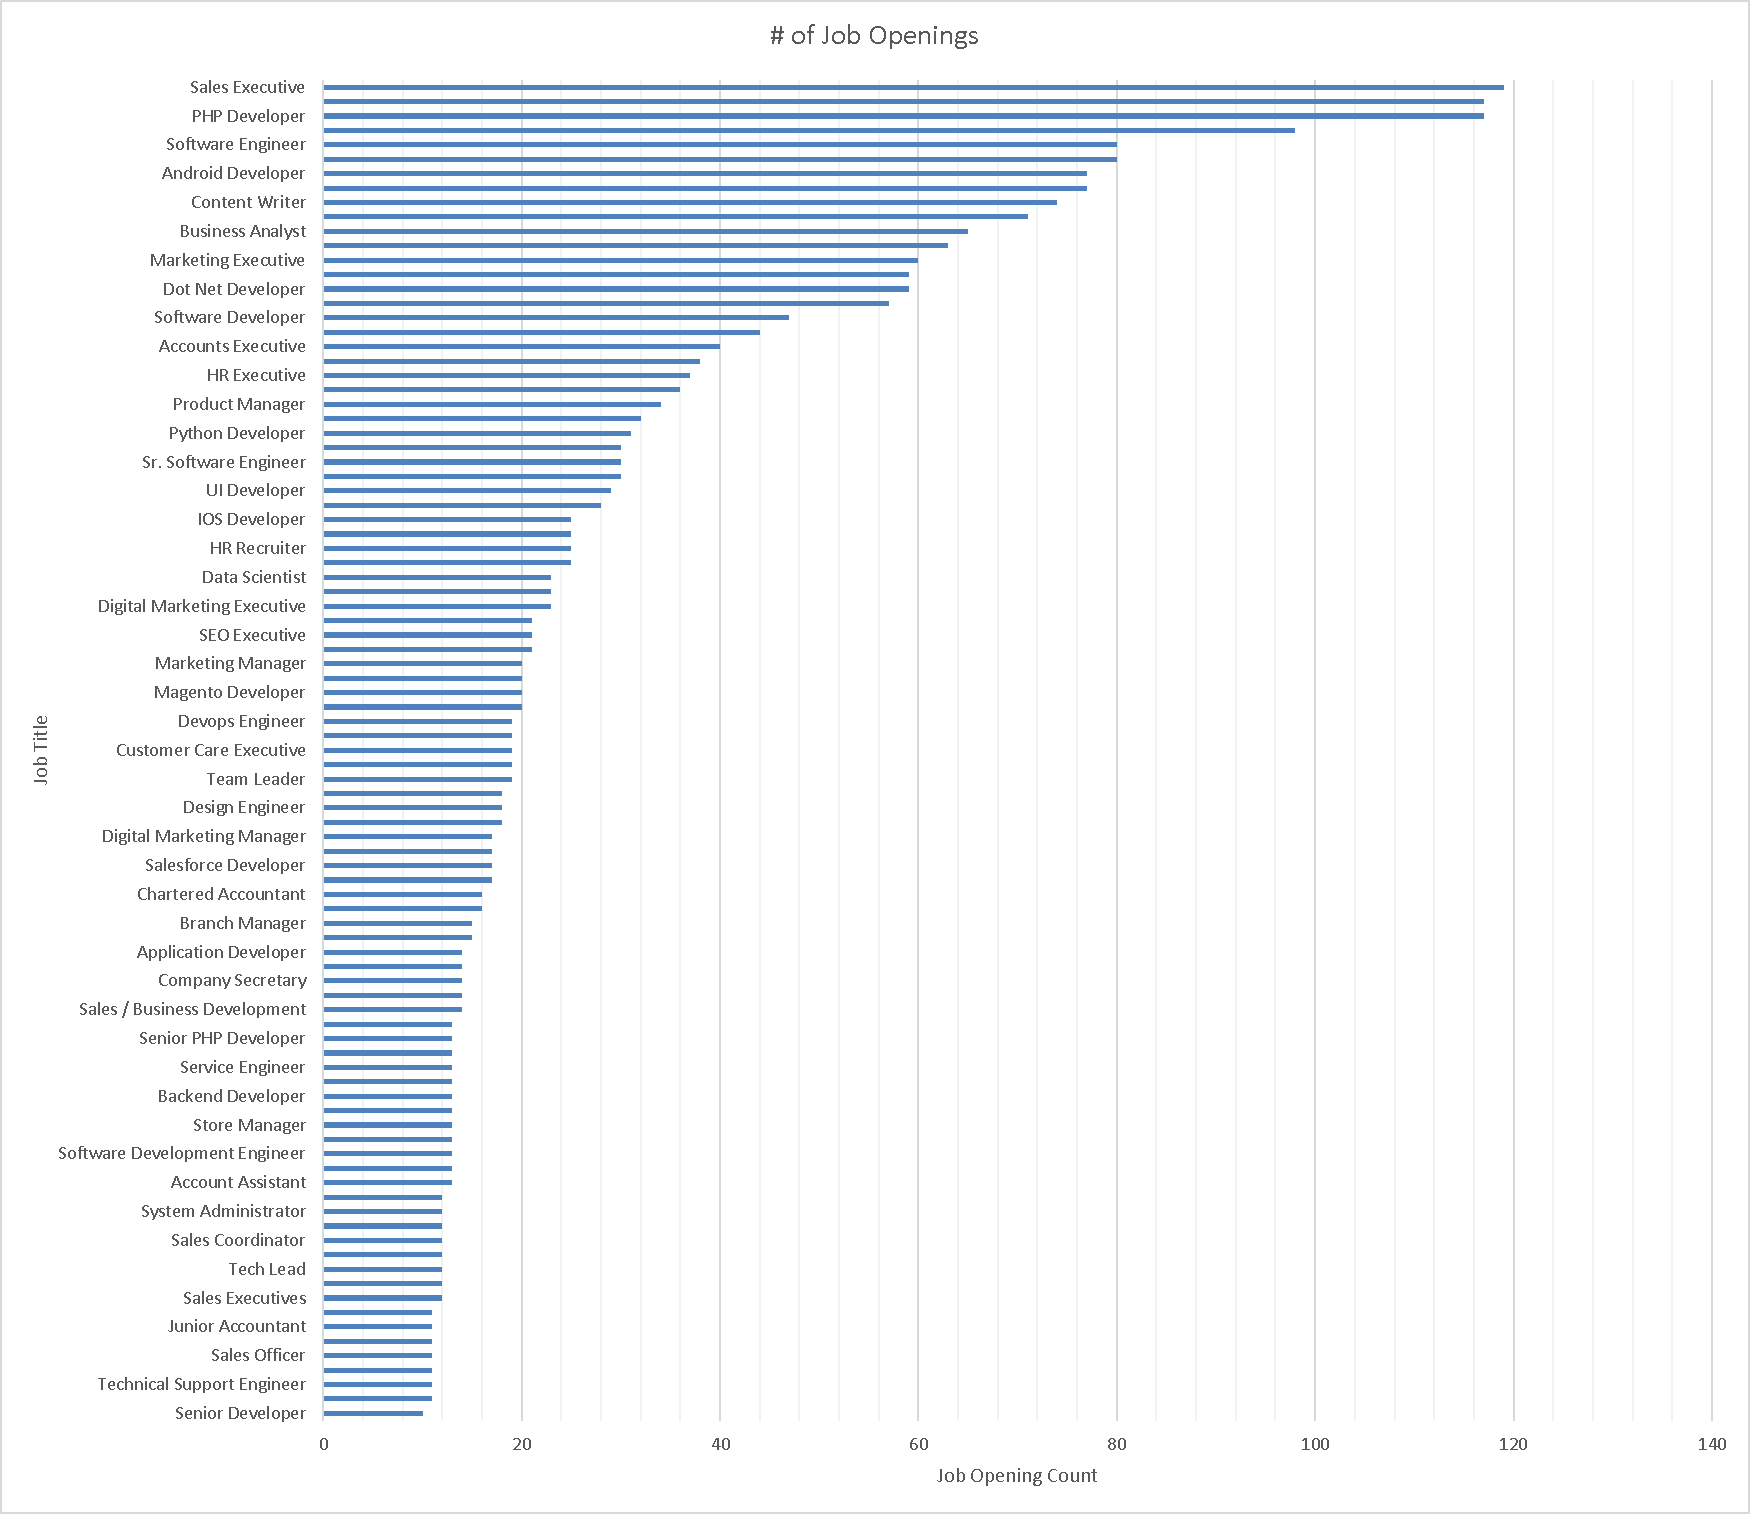 # of Job Openings
Sales Executive
PHP Developer
Software Engineer
Android Developer
Content Writer
Business Analyst
Marketing Executive
Dot Net Developer
Software Developer
Accounts Executive
HR Executive
Product Manager
Python Developer
Sr. Software Engineer
UI Developer
IOS Developer
HR Recruiter
Data Scientist
Digital Marketing Executive
SEO Executive
Marketing Manager
Magento Developer
Devops Engineer
Customer Care Executive
Team Leader
Design Engineer
Digital Marketing Manager
Salesforce Developer
Chartered Accountant
Branch Manager
Application Developer
Company Secretary
Sales / Business Development
Senior PHP Developer
Service Engineer
Backend Developer
Store Manager
Software Development Engineer
Account Assistant
System Administrator
Sales Coordinator
Tech Lead
Sales Executives
Junior Accountant
Sales Officer
Technical Support Engineer
Senior Developer
Job Title
0 20 40 60 80 100 120 140
Job Opening Count